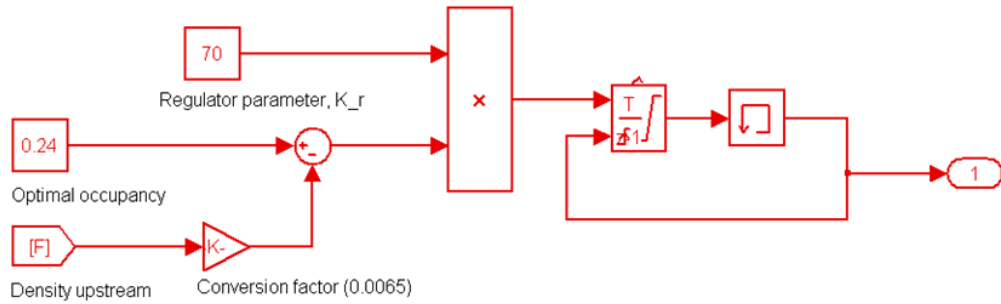 70
×
Regulator parameter, K_r
T
z-1
0.24
+
-
1
Optimal occupancy
[F]
K-
Density upstream
Conversion factor (0.0065)